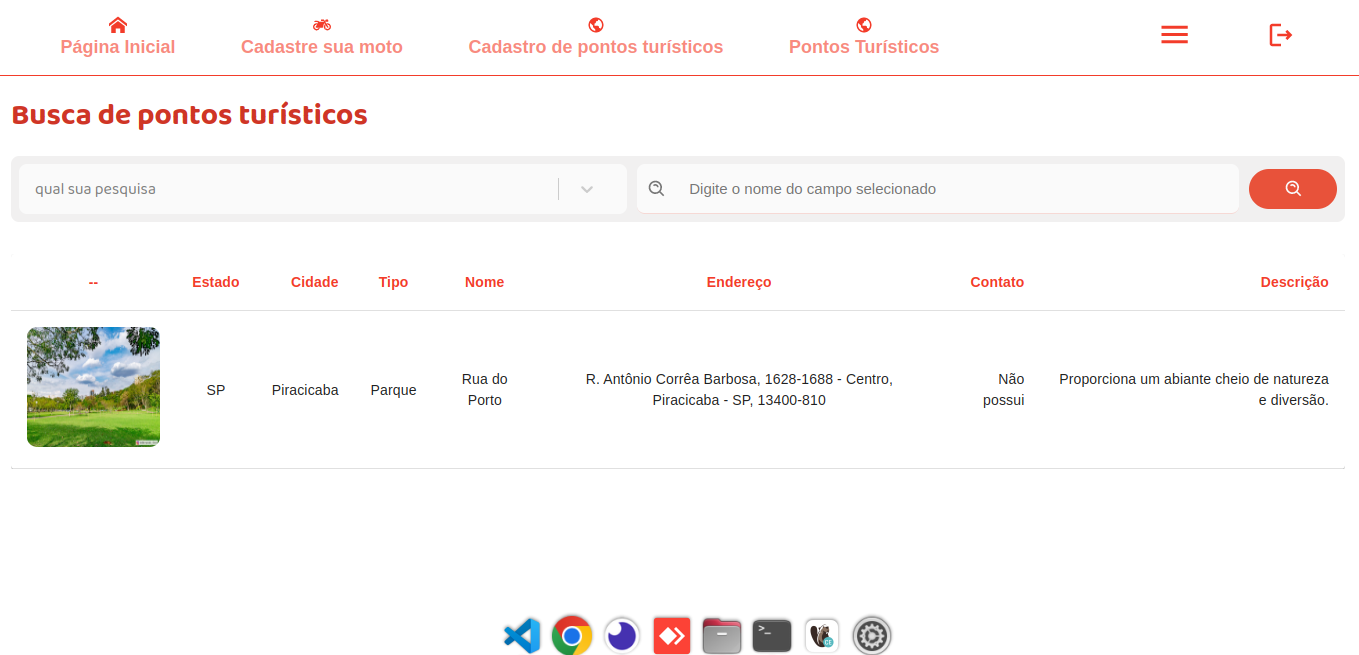 Página Inicial
Cadastre sua moto
Cadastro de pontos turísticos
Pontos Turísticos
Busca de pontos turísticos
qual sua pesquisa
Digite o nome do campo selecionado
-- Estado Cidade Tipo Nome Endereço Contato Descrição
SP
Piracicaba
Parque
Rua do
Porto
R. Antônio Corrêa Barbosa, 1628-1688 - Centro,
Piracicaba - SP, 13400-810
Não
possui
Proporciona um abiante cheio de natureza
e diversão.
>_
CE